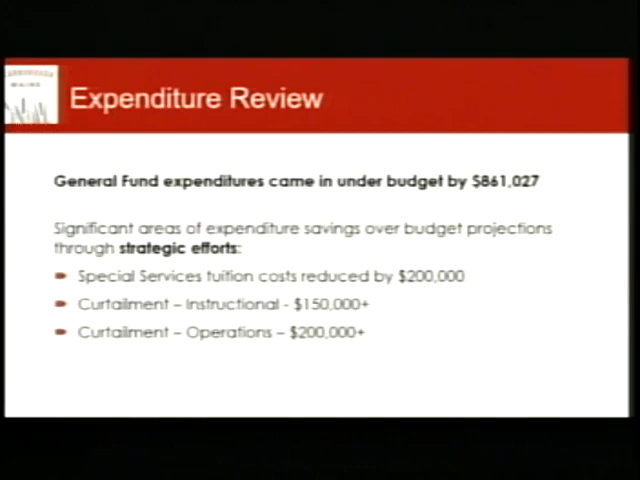 Expenditure Review
General Fund expenditures came in under budget by $861,027
Significant areas of expenditure savings over budget projections
through strategic efforts:
Special Services tuition costs reduced by $200,000
Curtailment – Instructional - $150,000+
Curtailment – Operations – $200,000+